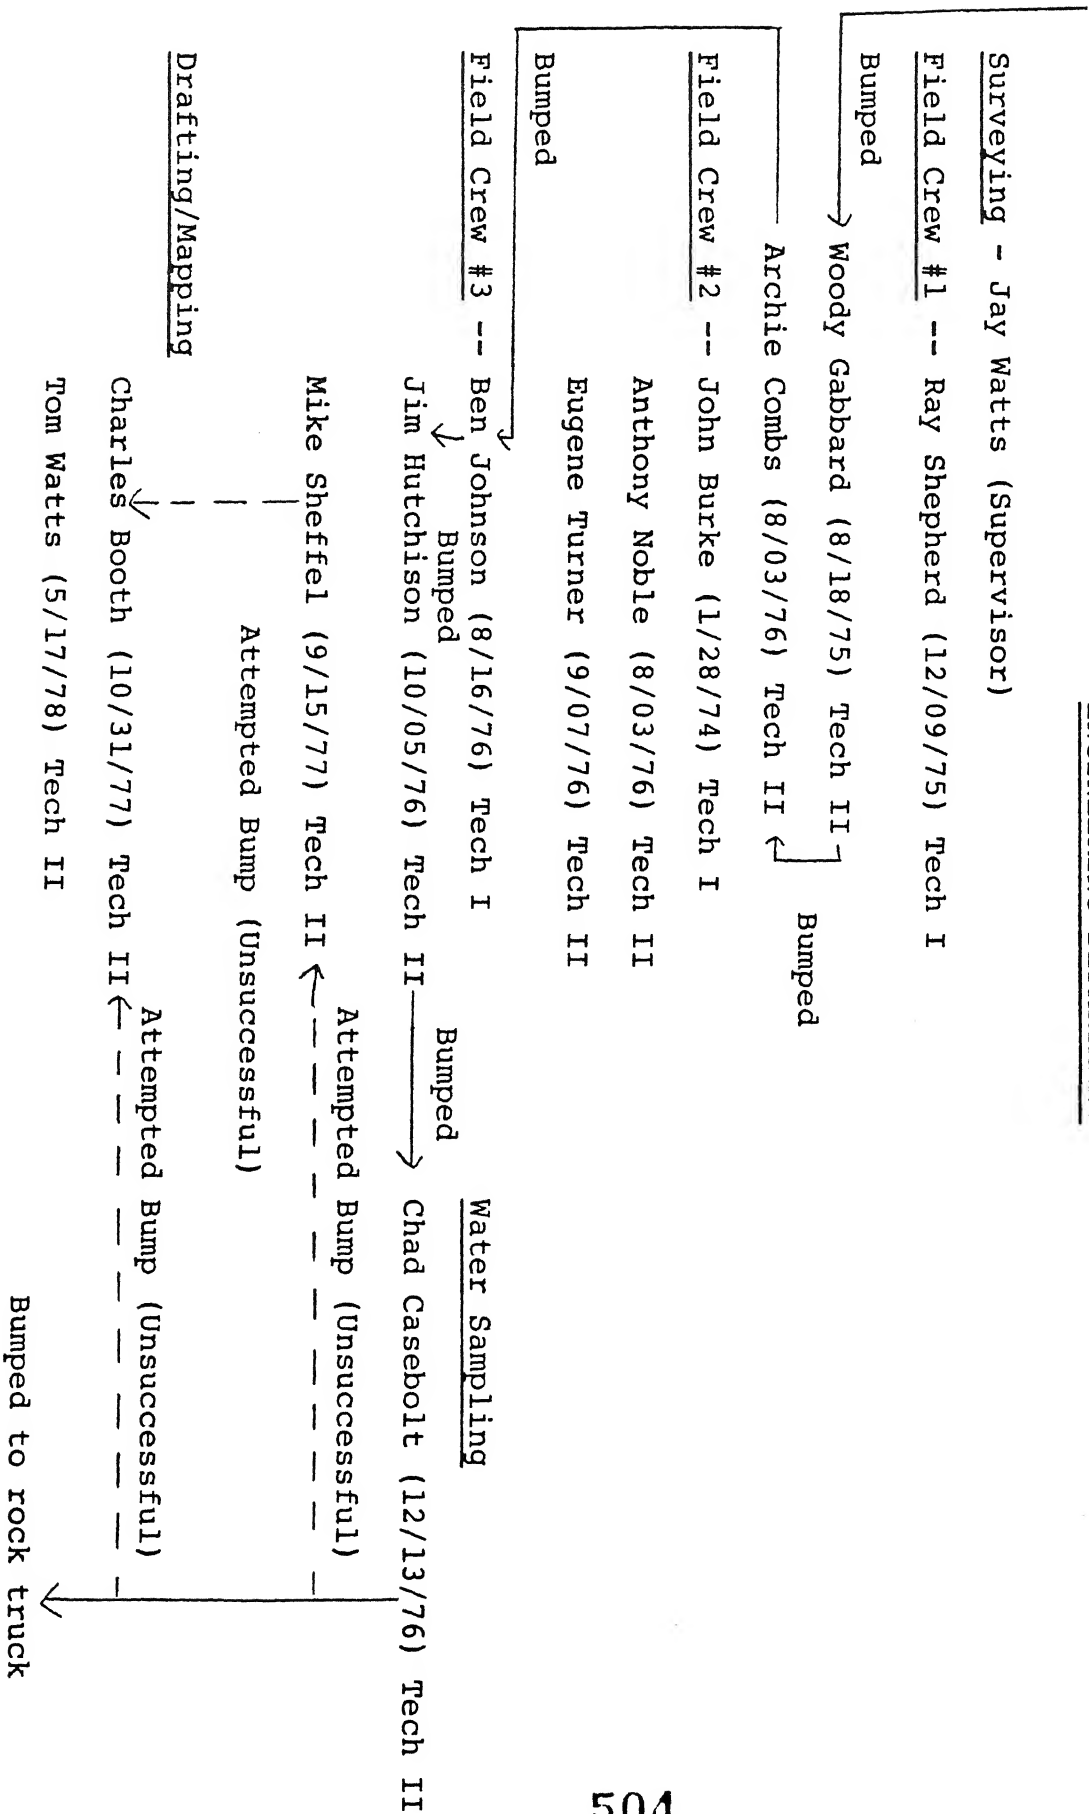 Surveying - Jay Watts (Supervisor)
Field Crew #1 -- Ray Shepherd (12/09/75) Tech I
Bumped
Woody Gabbard (8/18/75) Tech II
Bumped
Archie Combs (8/03/76) Tech II
Field Crew #2 -- John Burke (1/28/74) Tech I
Anthony Noble (8/03/76) Tech II
Eugene Turner (9/07/76) Tech II
Bumped
Field Crew #3 -- Ben Johnson (8/16/76) Tech I
Water Sampling
Bumped
Bumped
Jim Hutchison (10/05/76) Tech II
Chad Casebolt (12/13/76) Tech II
Attempted Bump (Unsuccessful)
Mike Sheffel (9/15/77) Tech II
Attempted Bump (Unsuccessful)
Drafting/Mapping
Attempted Bump (Unsuccessful)
Charles Booth (10/31/77) Tech II
Tom Watts (5/17/78) Tech II
Bumped to rock truck
504